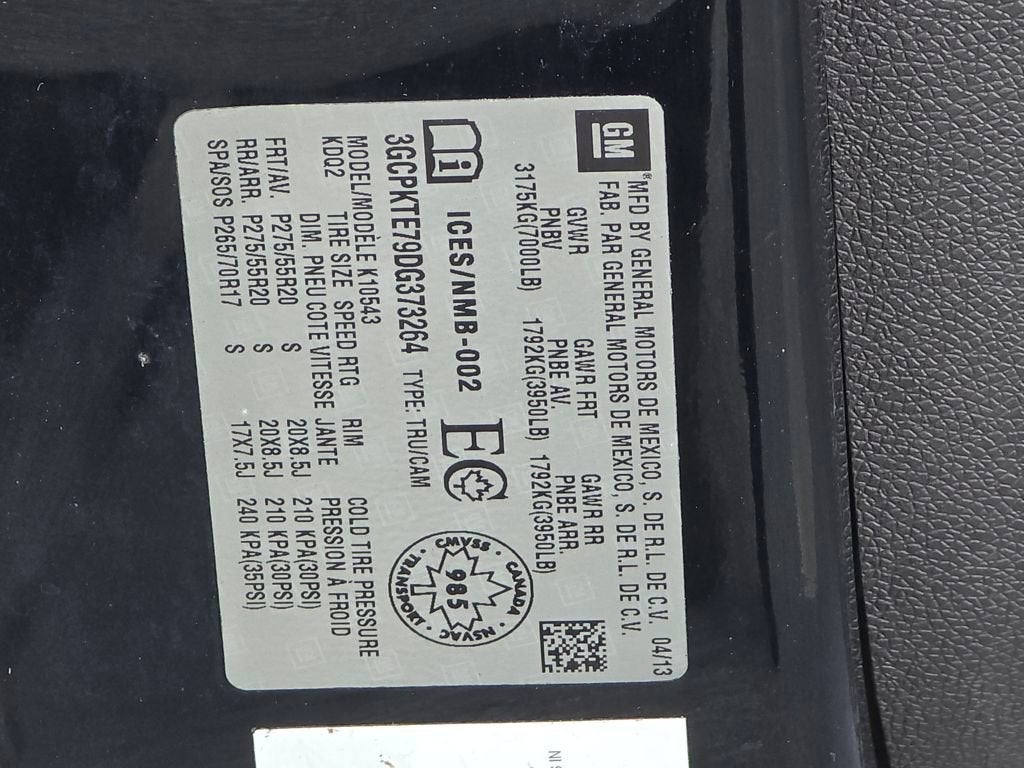 GM
® MFD BY GENERAL MOTORS DE MEXICO, S. DE R.L. DE C.V. 04/13
FAB. PAR GENERAL MOTORS DE MEXICO, S. DE R.L. DE C.V.
GVWR GAWR FRT GAWR RR
PNBV PNBE AV. PNBE ARR.
3175KG(7000LB) 1792KG(3950LB) 1792KG(3950LB)
i ICES/NMB-002 EC
CMVSS · CANADA · NSVAC · TRANSPORT ·
985
3GCPKTE79DG373264 TYPE: TRU/CAM
MODEL/MODÈLE K10543
KDQ2 TIRE SIZE SPEED RTG RIM COLD TIRE PRESSURE
DIM. PNEU COTE VITESSE JANTE PRESSION À FROID
FRT/AV. P275/55R20 S 20X8.5J 210 KPA(30PSI)
RR/ARR. P275/55R20 S 20X8.5J 210 KPA(30PSI)
SPA/SOS P265/70R17 S 17X7.5J 240 KPA(35PSI)